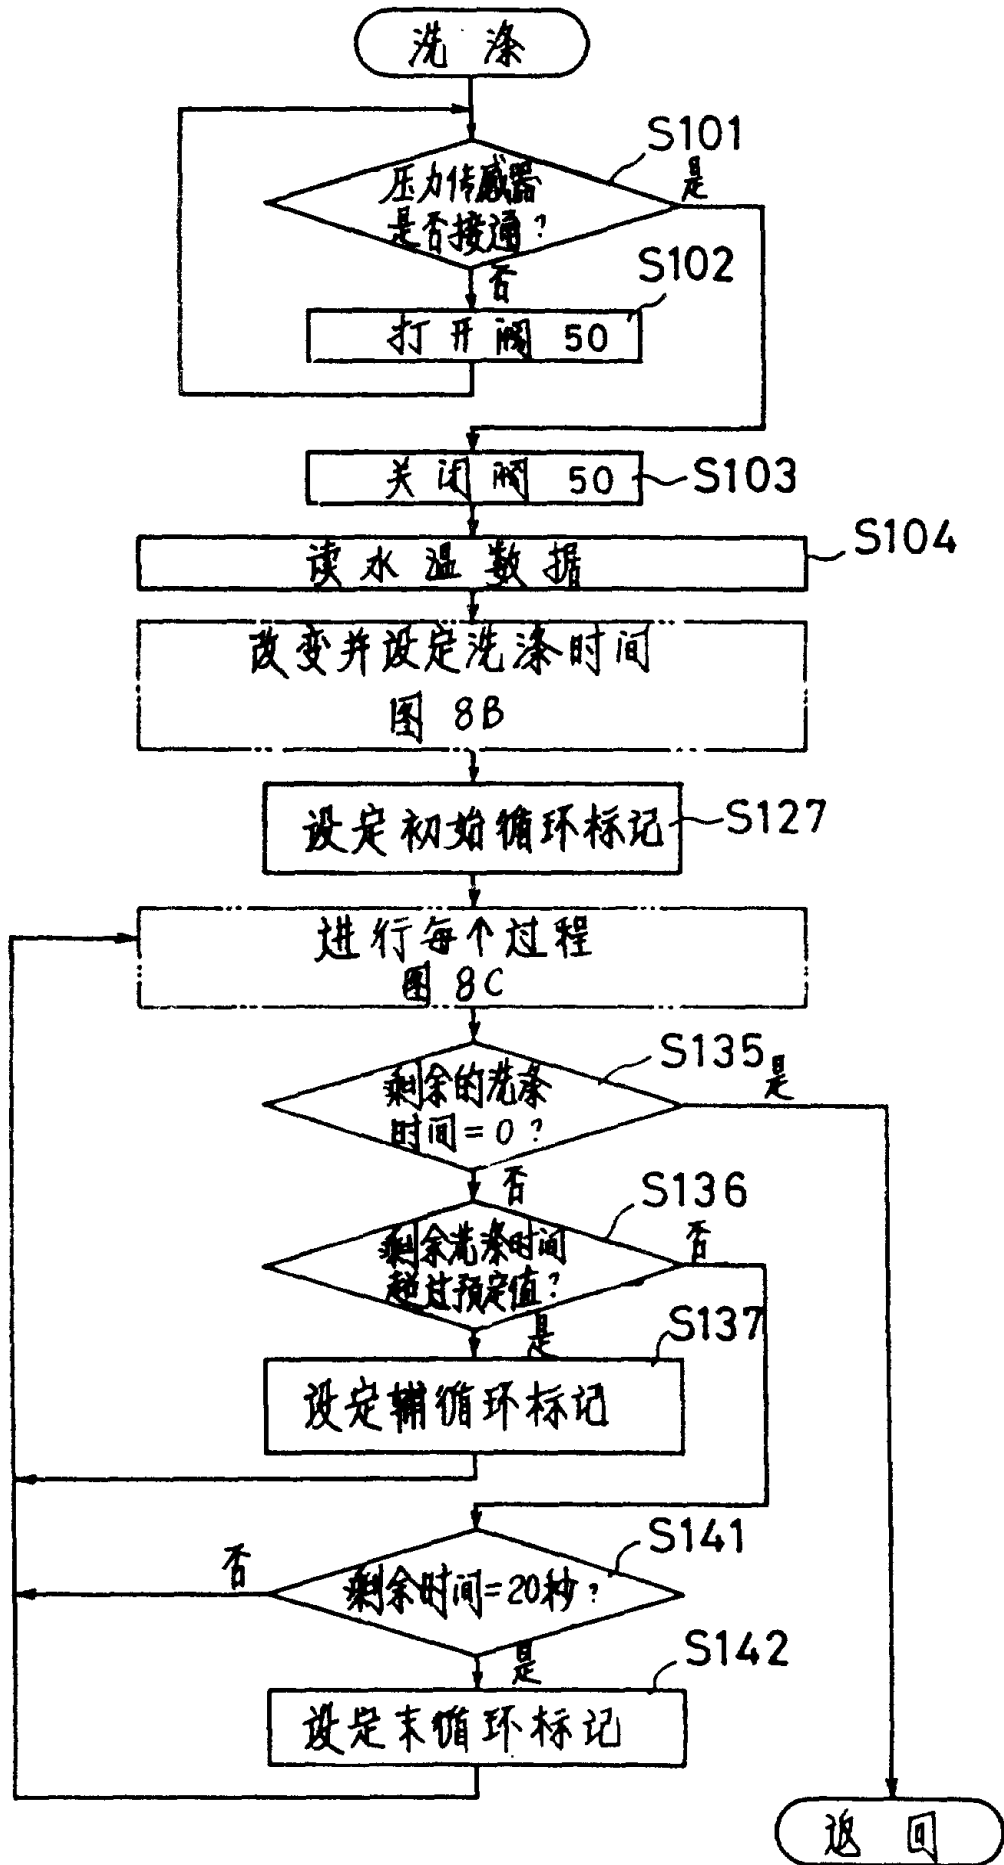 洗涤
S101
是
压力传感器
是否接通?
S102
否
打开阀 50
关闭阀 50
S103
S104
读水温数据
改变并设定洗涤时间
图 8B
设定初始循环标记
S127
进行每个过程
图 8C
S135
是
剩余的洗涤
时间=0?
否
S136
否
剩余洗涤时间
超过预定值?
是
S137
设定辅循环标记
S141
否
剩余时间=20秒?
是
S142
设定末循环标记
返回